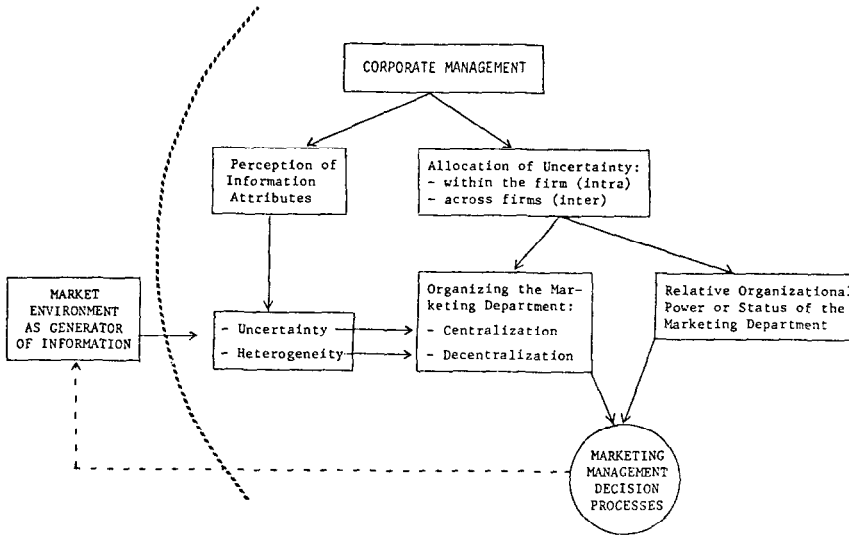 CORPORATE MANAGEMENT
Perception of
Information
Attributes
Allocation of Uncertainty:
- within the firm (intra)
- across firms (inter)
MARKET
ENVIRONMENT
AS GENERATOR
OF INFORMATION
- Uncertainty
- Heterogeneity
Organizing the Mar-
keting Department:
- Centralization
- Decentralization
Relative Organizational
Power or Status of the
Marketing Department
MARKETING
MANAGEMENT
DECISION
PROCESSES